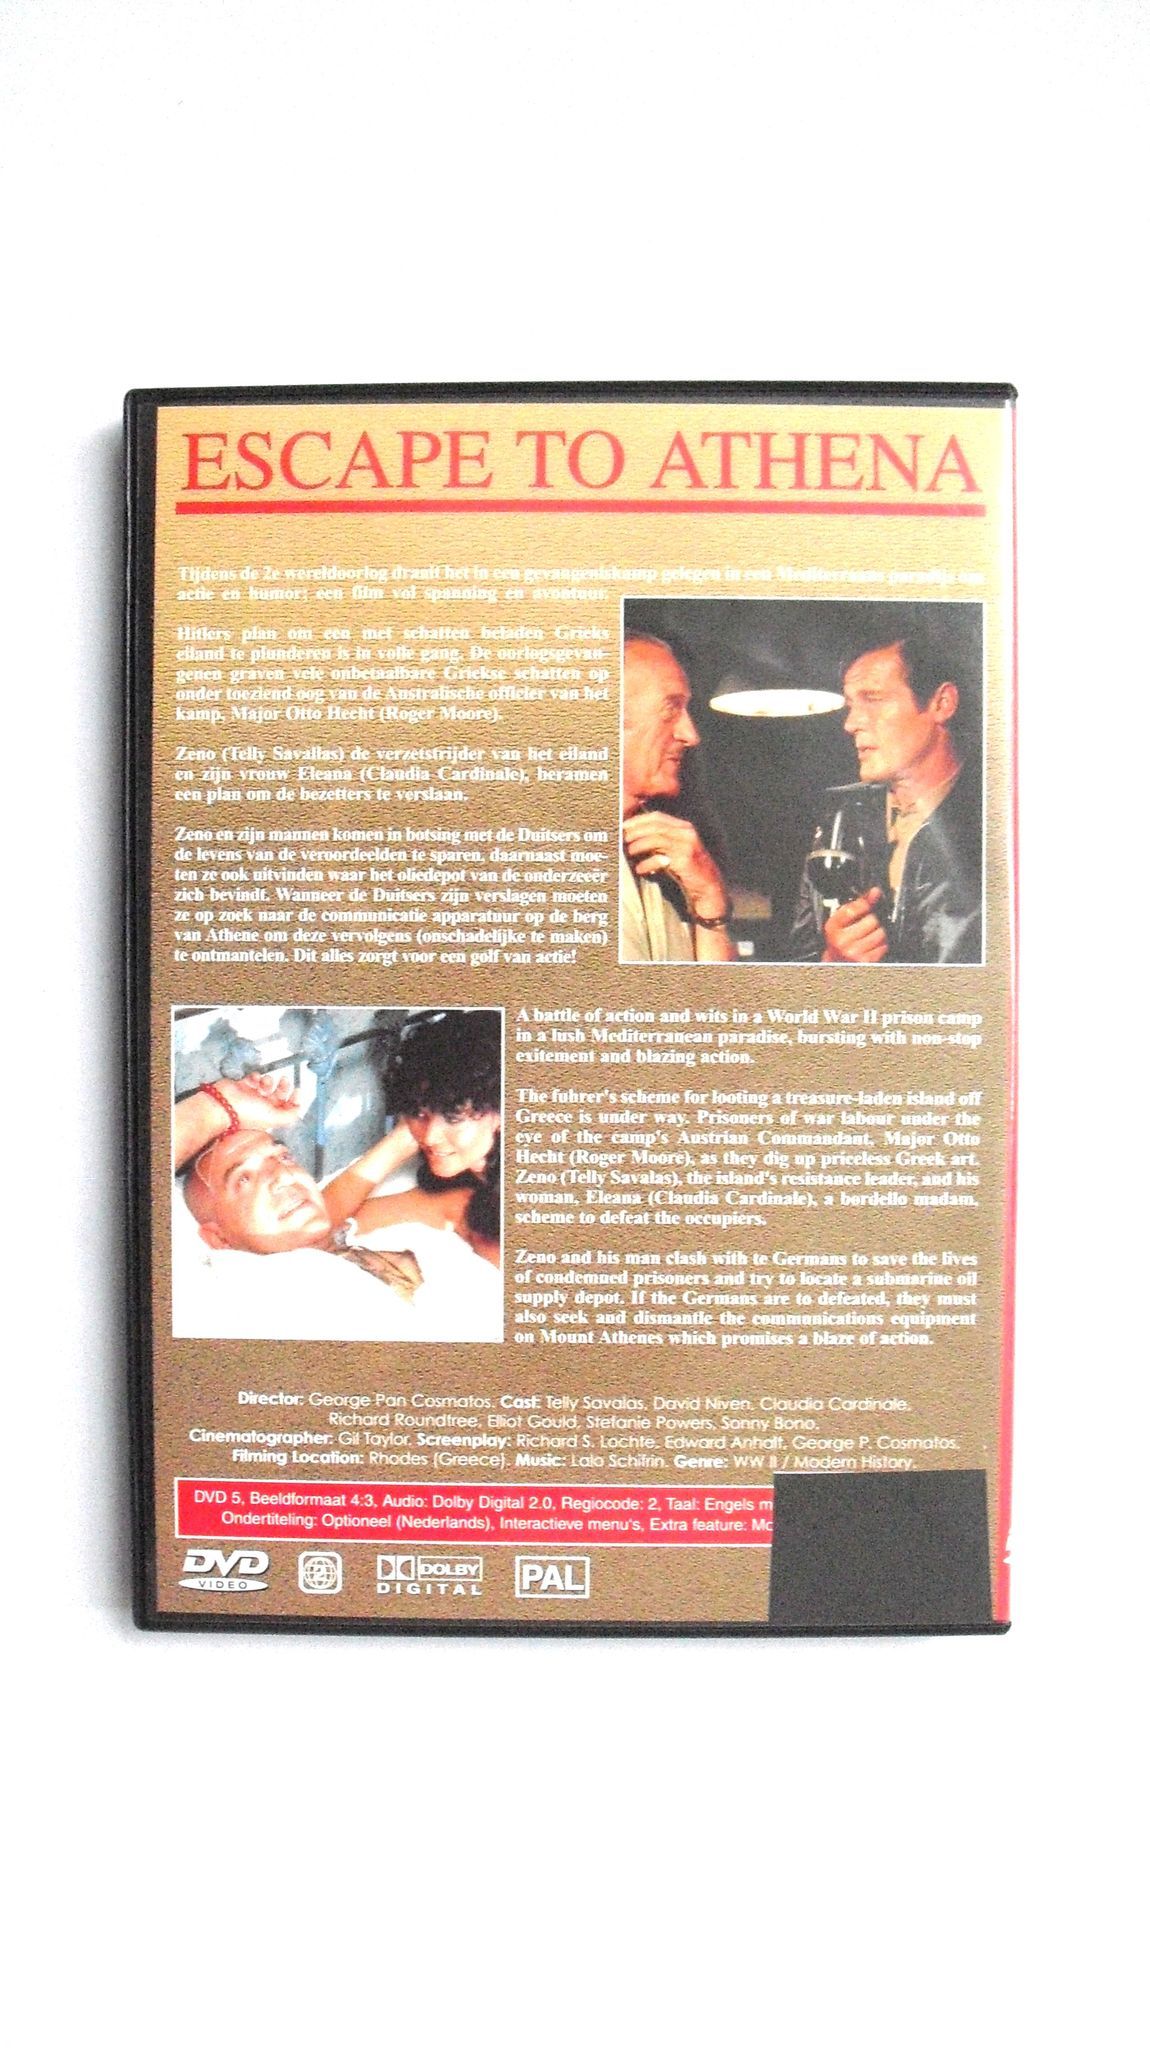 ESCAPE TO ATHENA
Tijdens de 2e wereldoorlog draait het in een gevangeniskamp gelegen in een Mediterraans paradijs om
actie en humor; een film vol spanning en avontuur.
Hitlers plan om een met schatten beladen Grieks
eiland te plunderen is in volle gang. De oorlogsgevan-
genen graven vele onbetaalbare Griekse schatten op
onder toeziend oog van de Australische officier van het
kamp, Major Otto Hecht (Roger Moore).
Zeno (Telly Savallas) de verzetstrijder van het eiland
en zijn vrouw Eleana (Claudia Cardinale), beramen
een plan om de bezetters te verslaan.
Zeno en zijn mannen komen in botsing met de Duitsers om
de levens van de veroordeelden te sparen, daarnaast moe-
ten ze ook uitvinden waar het oliedepot van de onderzeeër
zich bevindt. Wanneer de Duitsers zijn verslagen moeten
ze op zoek naar de communicatie apparatuur op de berg
van Athene om deze vervolgens (onschadelijke te maken)
te ontmantelen. Dit alles zorgt voor een golf van actie!
A battle of action and wits in a World War II prison camp
in a lush Mediterranean paradise, bursting with non-stop
exitement and blazing action.
The fuhrer's scheme for looting a treasure-laden island off
Greece is under way. Prisoners of war labour under the
eye of the camp's Austrian Commandant, Major Otto
Hecht (Roger Moore), as they dig up priceless Greek art.
Zeno (Telly Savalas), the island's resistance leader, and his
woman, Eleana (Claudia Cardinale), a bordello madam,
scheme to defeat the occupiers.
Zeno and his man clash with te Germans to save the lives
of condemned prisoners and try to locate a submarine oil
supply depot. If the Germans are to defeated, they must
also seek and dismantle the communications equipment
on Mount Athenes which promises a blaze of action.
Director: George Pan Cosmatos. Cast: Telly Savalas, David Niven, Claudia Cardinale,
Richard Roundtree, Elliot Gould, Stefanie Powers, Sonny Bono.
Cinematographer: Gil Taylor. Screenplay: Richard S. Lochte, Edward Anhalt, George P. Cosmatos.
Filming Location: Rhodes (Greece). Music: Lalo Schifrin. Genre: WW II / Modern History.
DVD 5, Beeldformaat 4:3, Audio: Dolby Digital 2.0, Regiocode: 2, Taal: Engels
Ondertiteling: Optioneel (Nederlands), Interactieve menu's, Extra feature:
DVD VIDEO
2
DOLBY DIGITAL
PAL